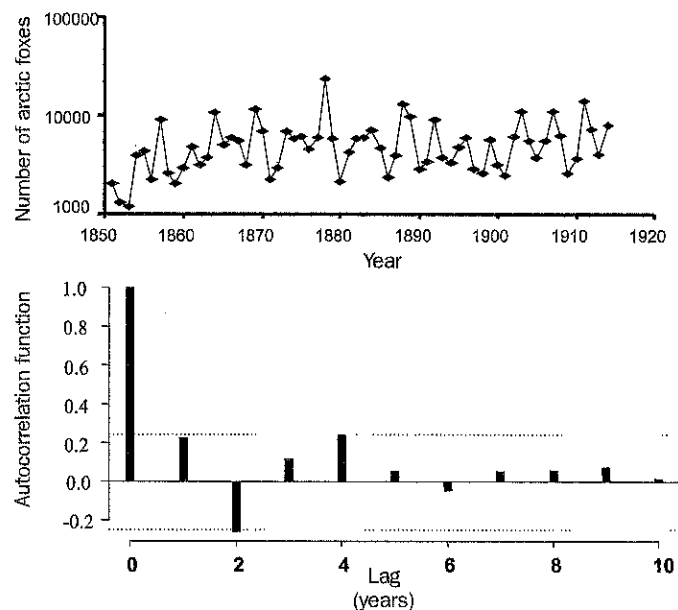 Number of arctic foxes
100000
10000
1000
1850 1860 1870 1880 1890 1900 1910 1920
Year
Autocorrelation function
1.0
0.8
0.6
0.4
0.2
0.0
-0.2
0 2 4 6 8 10
Lag
(years)